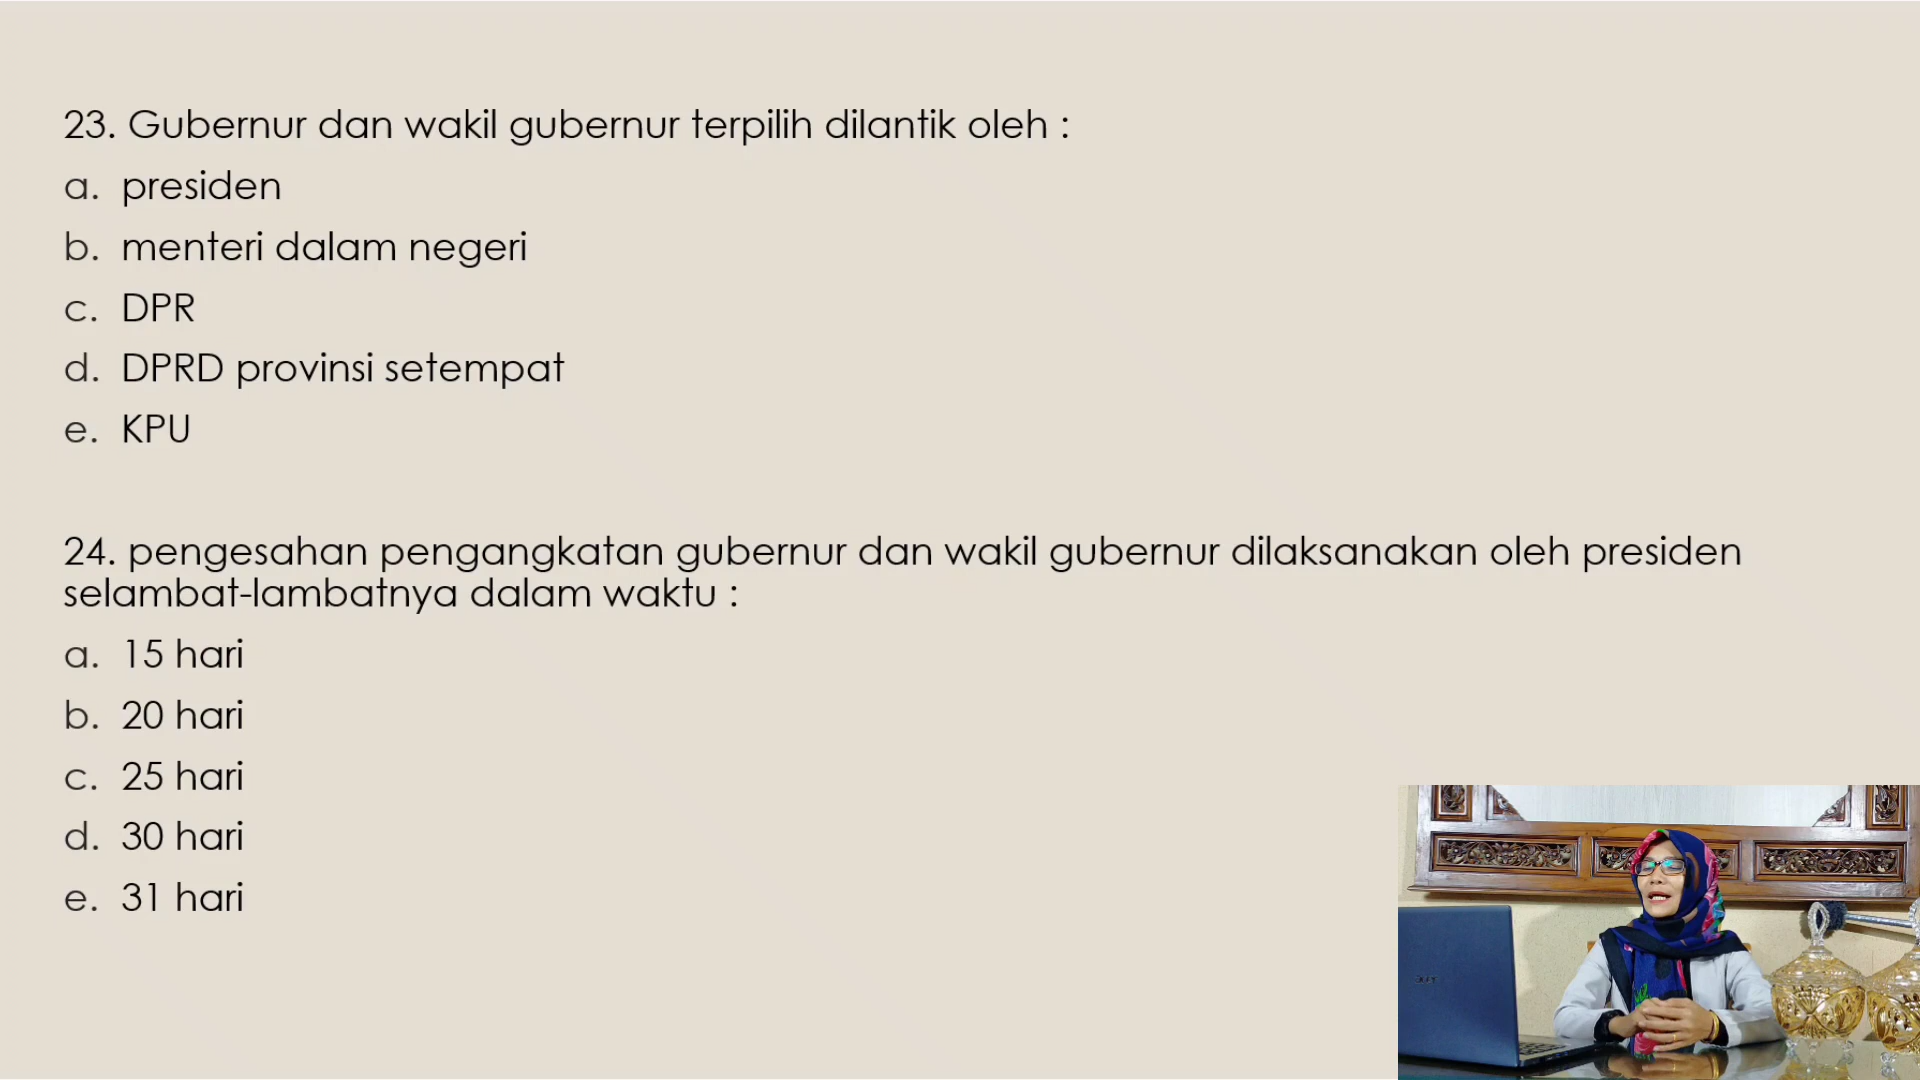 23. Gubernur dan wakil gubernur terpilih dilantik oleh :
a. presiden
b. menteri dalam negeri
c. DPR
d. DPRD provinsi setempat
e. KPU
24. pengesahan pengangkatan gubernur dan wakil gubernur dilaksanakan oleh presiden
selambat-lambatnya dalam waktu :
a. 15 hari
b. 20 hari
c. 25 hari
d. 30 hari
e. 31 hari
acer